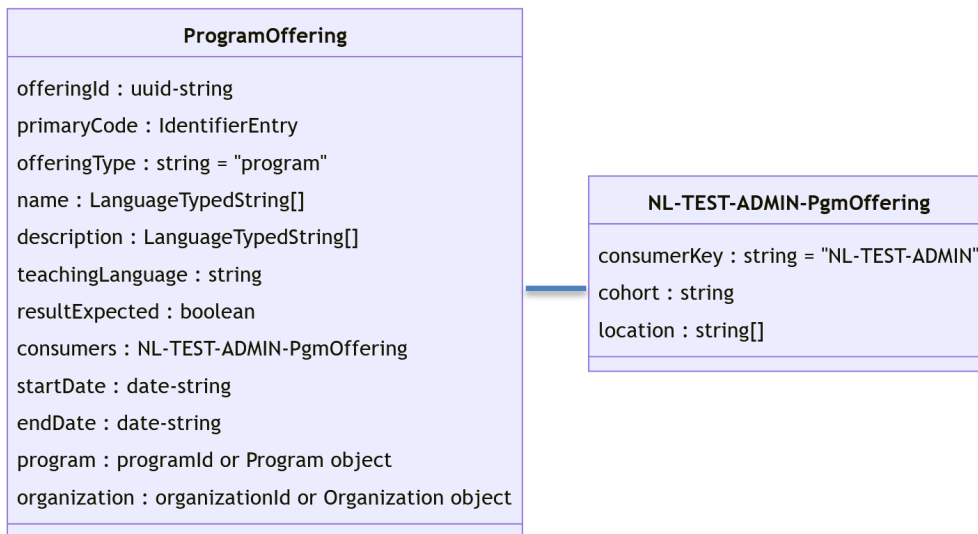 ProgramOffering
offeringId : uuid-string
primaryCode : IdentifierEntry
offeringType : string = "program"
name : LanguageTypedString[]
description : LanguageTypedString[]
teachingLanguage : string
resultExpected : boolean
consumers : NL-TEST-ADMIN-PgmOffering
startDate : date-string
endDate : date-string
program : programId or Program object
organization : organizationId or Organization object
NL-TEST-ADMIN-PgmOffering
consumerKey : string = "NL-TEST-ADMIN"
cohort : string
location : string[]